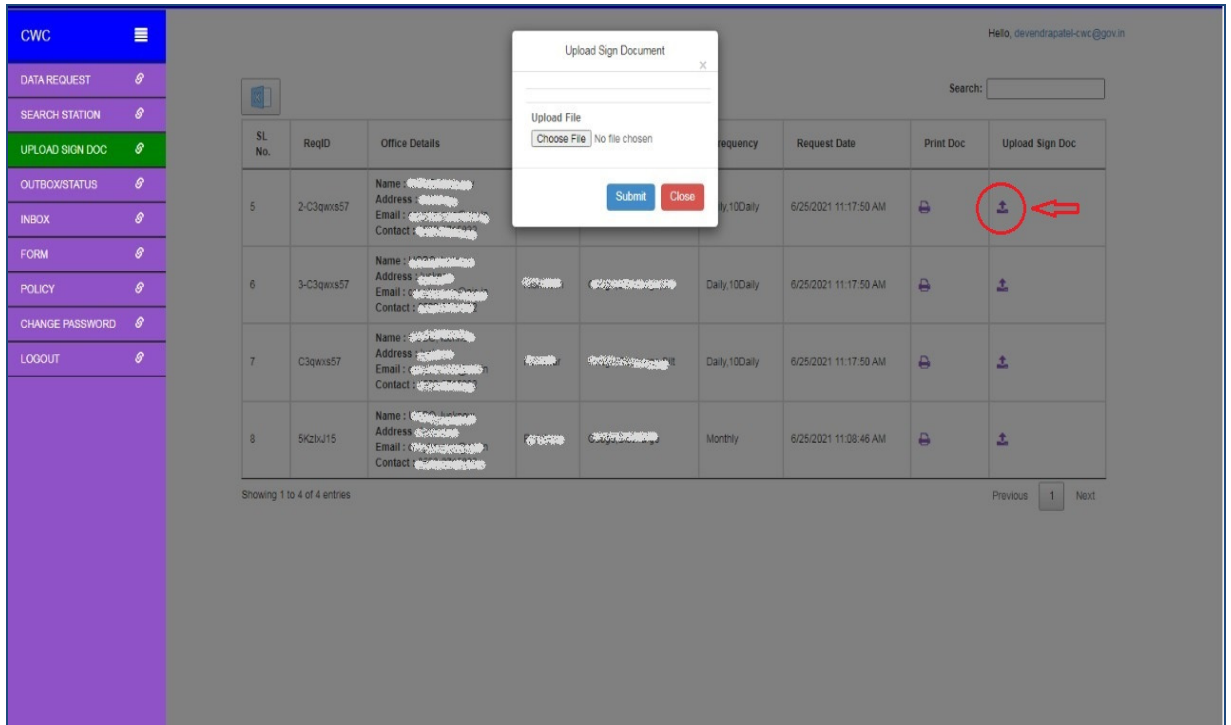 CWC
Hello, devendrapatel-cwc@gov.in
DATA REQUEST
SEARCH STATION
UPLOAD SIGN DOC
OUTBOX/STATUS
INBOX
FORM
POLICY
CHANGE PASSWORD
LOGOUT
Upload Sign Document
x
Upload File
Choose File No file chosen
Submit Close
Search:
SL No. ReqID Office Details requency Request Date Print Doc Upload Sign Doc
5 2-C3qwxs57 Name : ly,10Daily 6/25/2021 11:17:50 AM
Address :
Email :
Contact :
6 3-C3qwxs57 Name : Daily,10Daily 6/25/2021 11:17:50 AM
Address :
Email :
Contact :
7 C3qwxs57 Name : Daily,10Daily 6/25/2021 11:17:50 AM
Address :
Email :
Contact :
8 5KzIxJ15 Name : Monthly 6/25/2021 11:08:46 AM
Address
Email :
Contact :
Showing 1 to 4 of 4 entries
Previous 1 Next